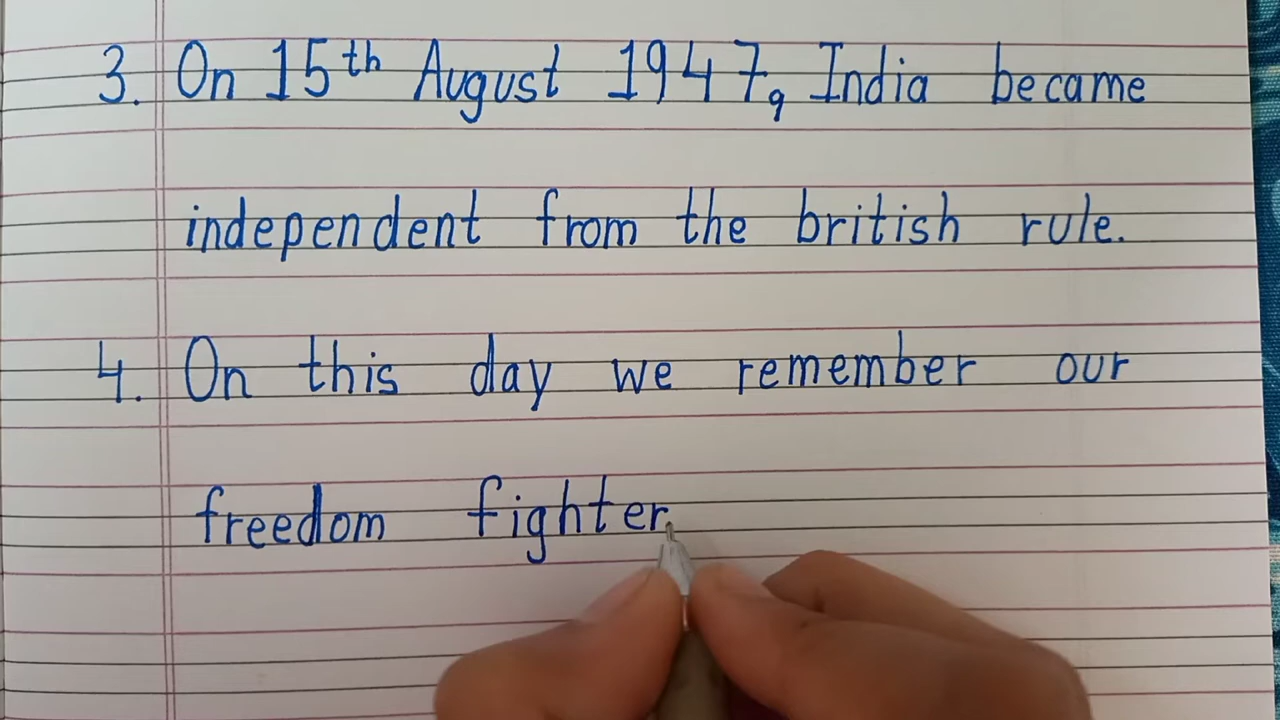 3. On 15th August 1947, India became
independent from the british rule.
4. On this day we remember our
freedom fighter